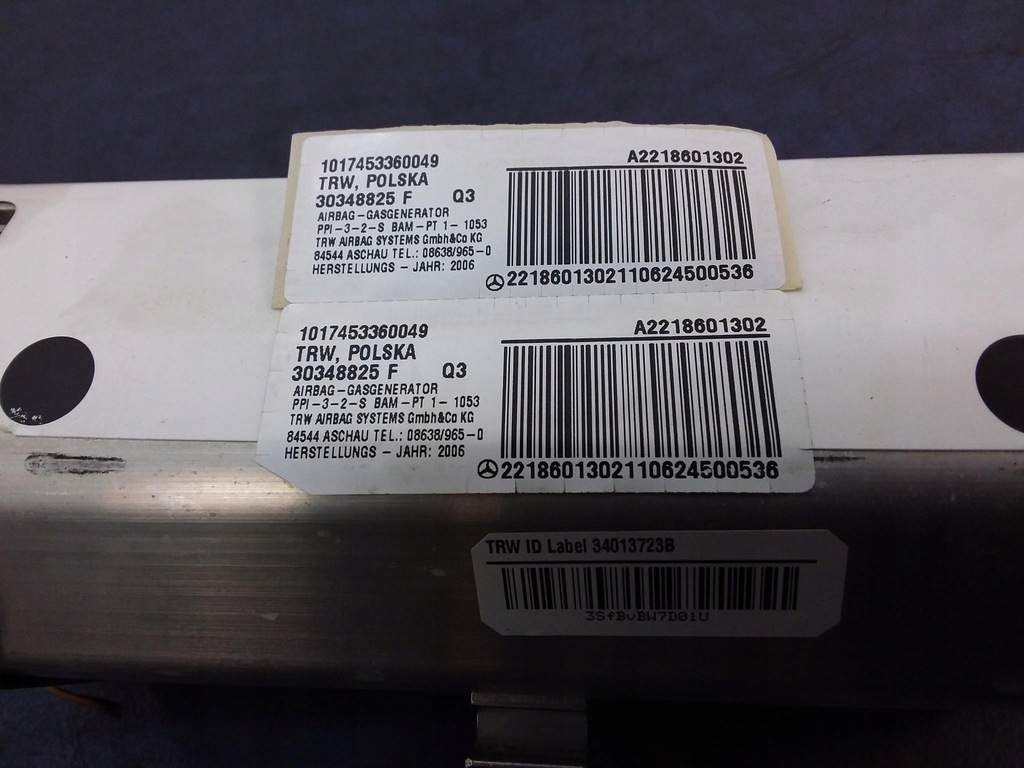 1017453360049
TRW, POLSKA
30348825 F Q3
AIRBAG-GASGENERATOR
PPI-3-2-S BAM-PT 1- 1053
TRW AIRBAG SYSTEMS Gmbh&Co KG
84544 ASCHAU TEL.: 08638/965-0
HERSTELLUNGS - JAHR: 2006
A2218601302
2218601302110624500536
1017453360049
TRW, POLSKA
30348825 F Q3
AIRBAG-GASGENERATOR
PPI-3-2-S BAM-PT 1- 1053
TRW AIRBAG SYSTEMS Gmbh&Co KG
84544 ASCHAU TEL.: 08638/965-0
HERSTELLUNGS - JAHR: 2006
A2218601302
2218601302110624500536
TRW ID Label 34013723B
3SfBvBW7D01U